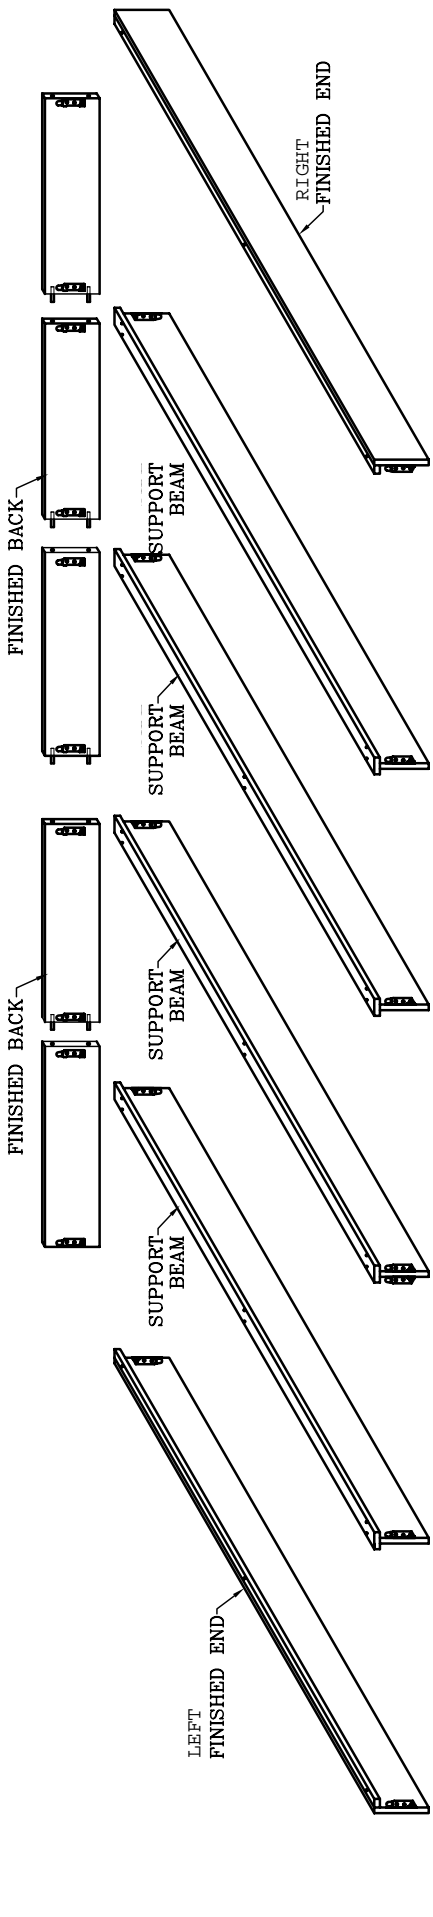 LEFT
FINISHED END
SUPPORT
BEAM
FINISHED BACK
SUPPORT
BEAM
SUPPORT
BEAM
FINISHED BACK
SUPPORT
BEAM
RIGHT
FINISHED END